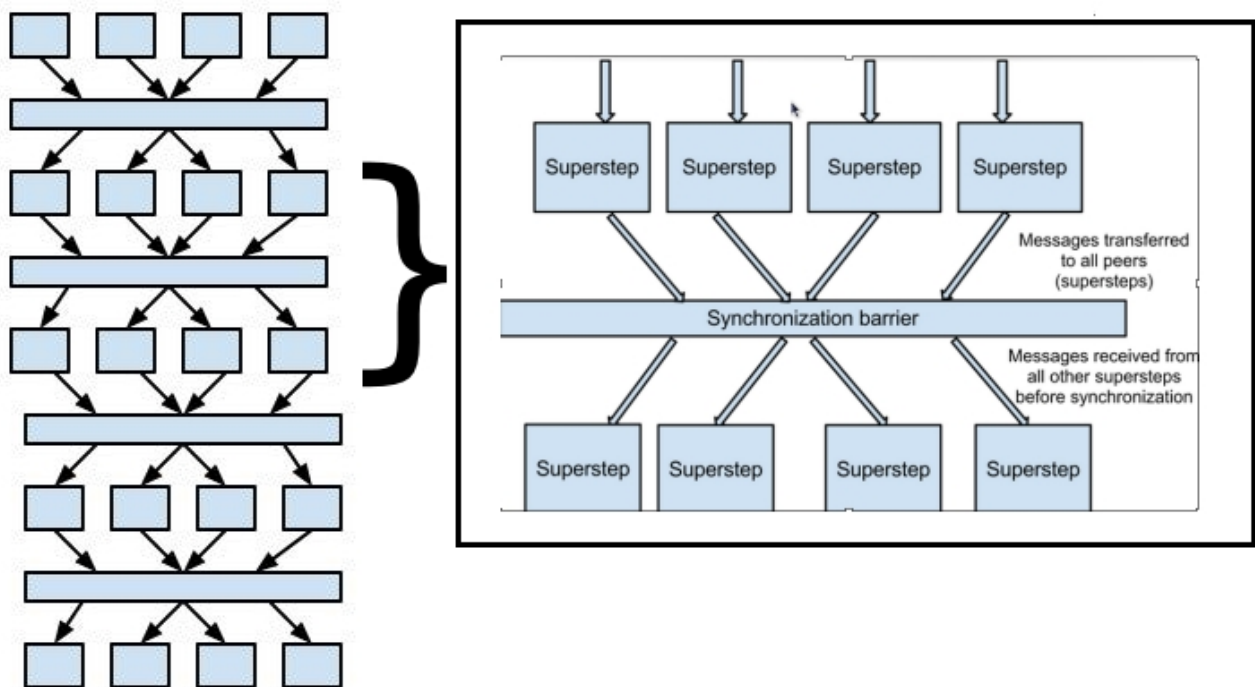 Superstep
Superstep
Superstep
Superstep
Messages transferred
to all peers
(supersteps)
Synchronization barrier
Messages received from
all other supersteps
before synchronization
Superstep
Superstep
Superstep
Superstep